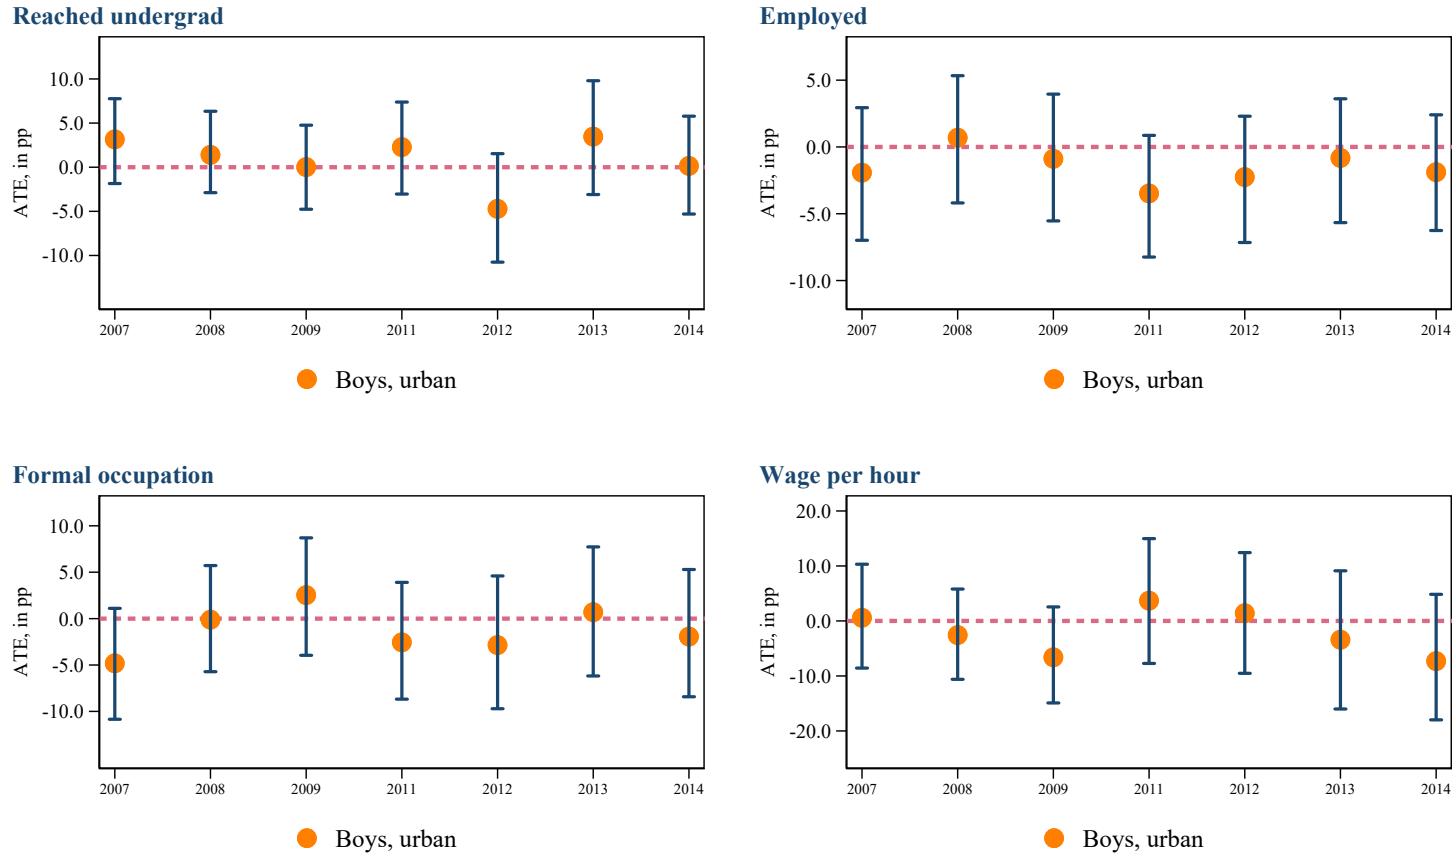 Reached undergrad
ATE, in pp
10.0
5.0
0.0
-5.0
-10.0
2007 2008 2009 2011 2012 2013 2014
Boys, urban
Employed
ATE, in pp
5.0
0.0
-5.0
-10.0
2007 2008 2009 2011 2012 2013 2014
Boys, urban
Formal occupation
ATE, in pp
10.0
5.0
0.0
-5.0
-10.0
2007 2008 2009 2011 2012 2013 2014
Boys, urban
Wage per hour
ATE, in pp
20.0
10.0
0.0
-10.0
-20.0
2007 2008 2009 2011 2012 2013 2014
Boys, urban